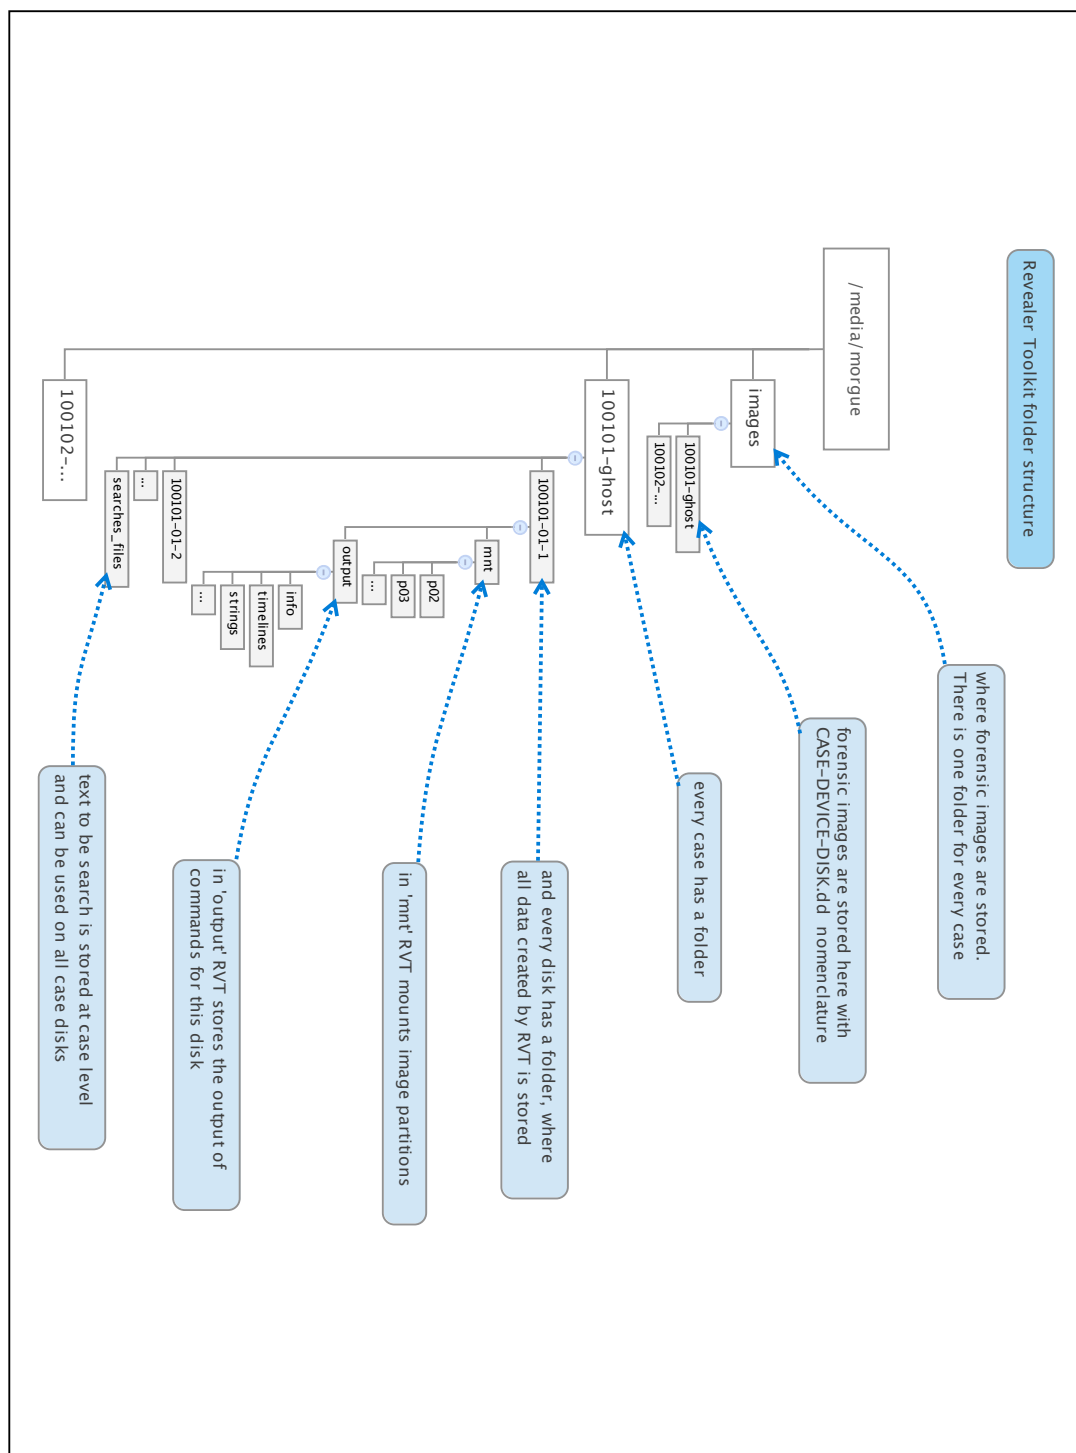 Revealer Toolkit folder structure
/media/morgue
images
100101-ghost
100102-...
100101-ghost
100101-01-1
mnt
p02
p03
...
output
info
timelines
strings
...
100101-01-2
...
searches_files
100102-...
where forensic images are stored.
There is one folder for every case
forensic images are stored here with
CASE-DEVICE-DISK.dd nomenclature
every case has a folder
and every disk has a folder, where
all data created by RVT is stored
in 'mnt' RVT mounts image partitions
in 'output' RVT stores the output of
commands for this disk
text to be search is stored at case level
and can be used on all case disks